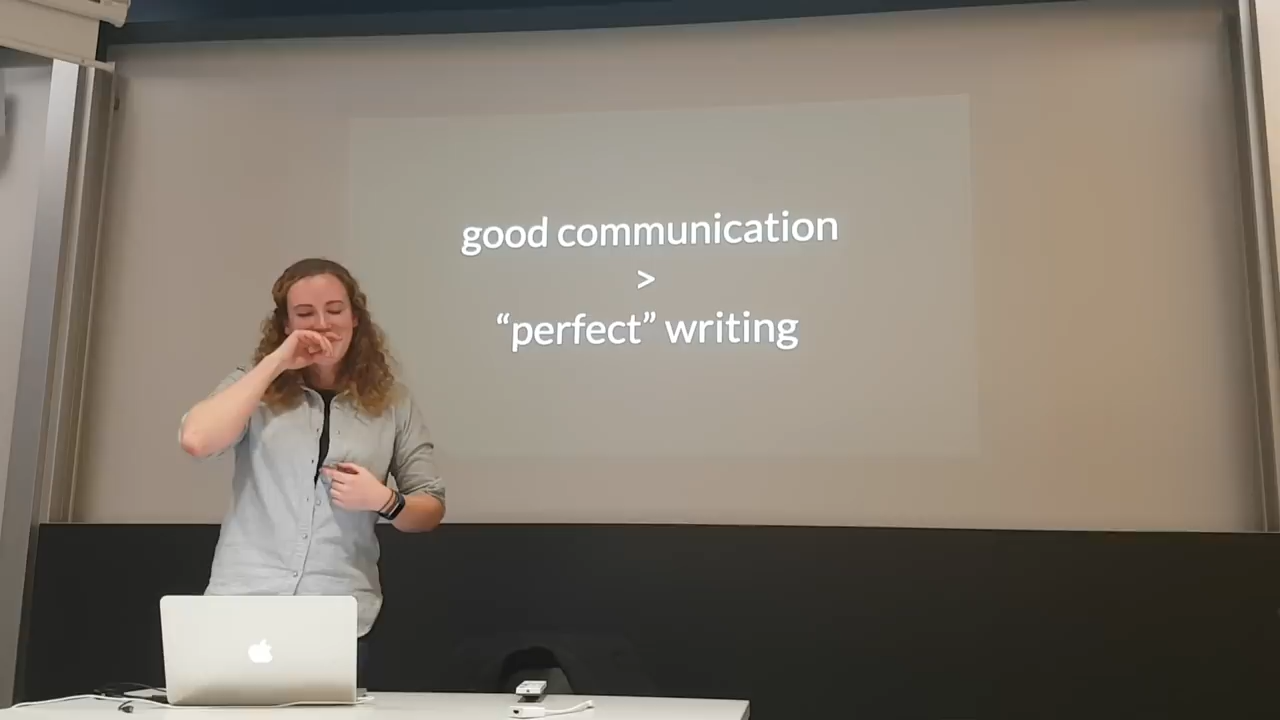 good communication
>
“perfect” writing